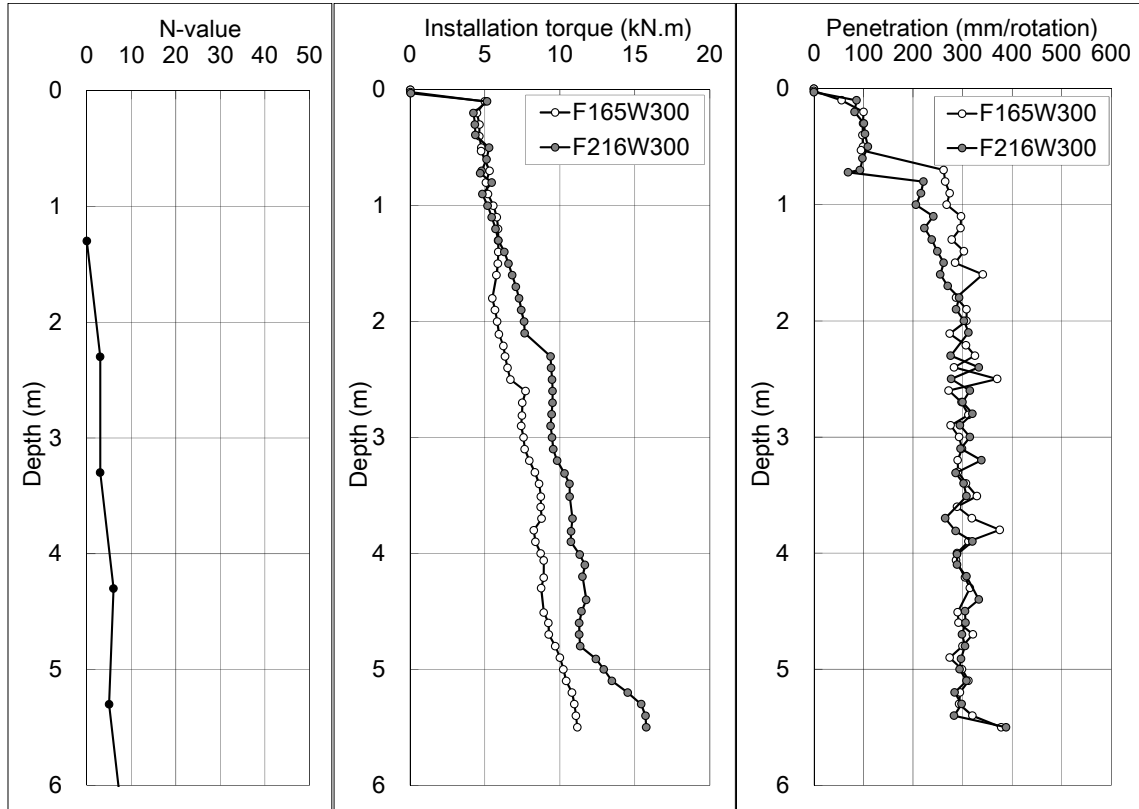 N-value
0 10 20 30 40 50
0
1
2
3
4
5
6
Depth (m)
Installation torque (kN.m)
0 5 10 15 20
0
1
2
3
4
5
6
Depth (m)
F165W300
F216W300
Penetration (mm/rotation)
0 100 200 300 400 500 600
0
1
2
3
4
5
6
Depth (m)
F165W300
F216W300